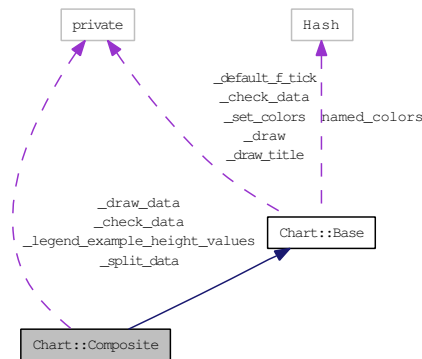 private
Hash
_default_f_tick
_check_data
_set_colors
_draw
_draw_title
named_colors
_draw_data
_check_data
_legend_example_height_values
_split_data
Chart::Base
Chart::Composite